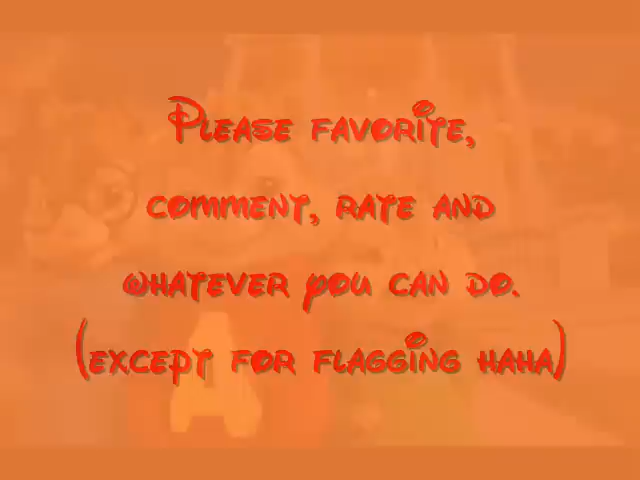 Please favorite,
comment, rate and
whatever you can do.
(except for flagging haha)
A